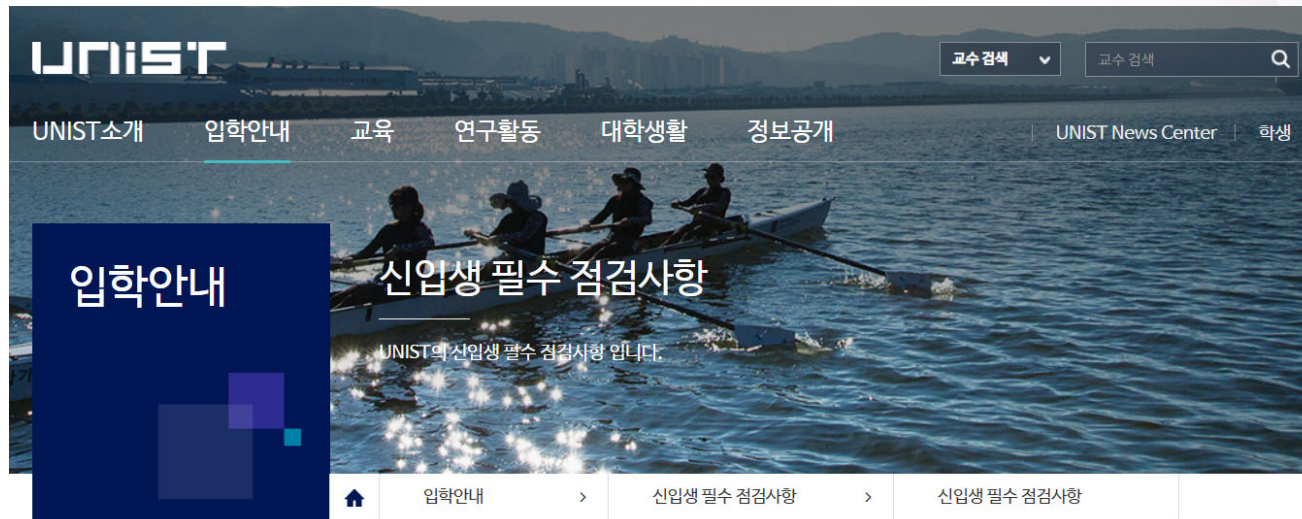 UNIST
교수 검색
교수 검색
UNIST소개 입학안내 교육 연구활동 대학생활 정보공개 UNIST News Center 학생
입학안내
신입생 필수 점검사항
UNIST의 신입생 필수 점검사항 입니다.
입학안내 > 신입생 필수 점검사항 > 신입생 필수 점검사항